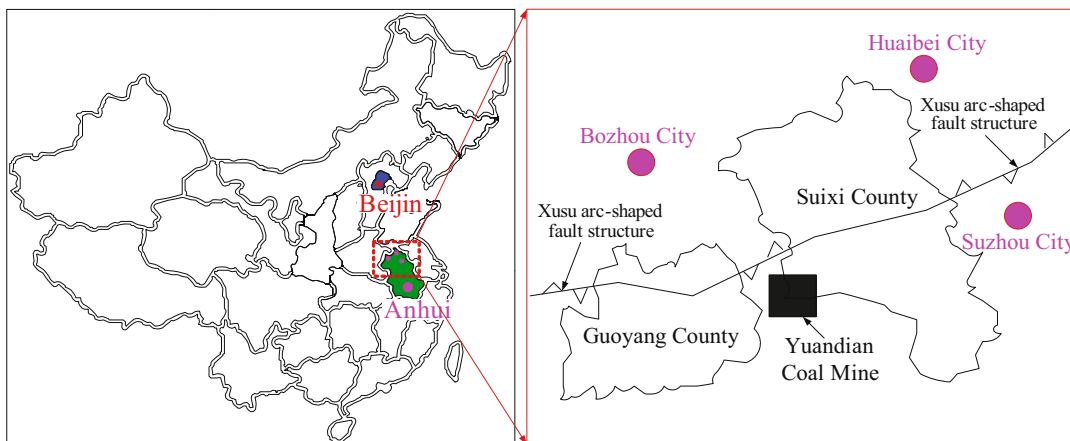 Beijin
Anhui
Huaibei City
Xusu arc-shaped
fault structure
Bozhou City
Suixi County
Xusu arc-shaped
fault structure
Suzhou City
Guoyang County
Yuandian
Coal Mine